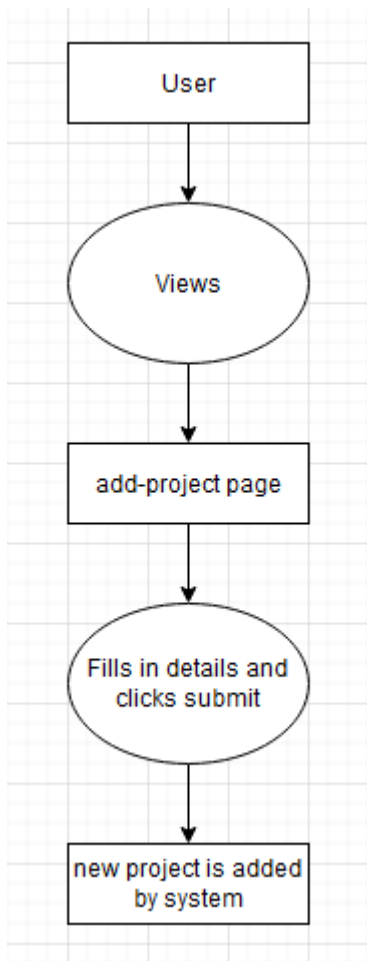 User
Views
add-project page
Fills in details and
clicks submit
new project is added
by system